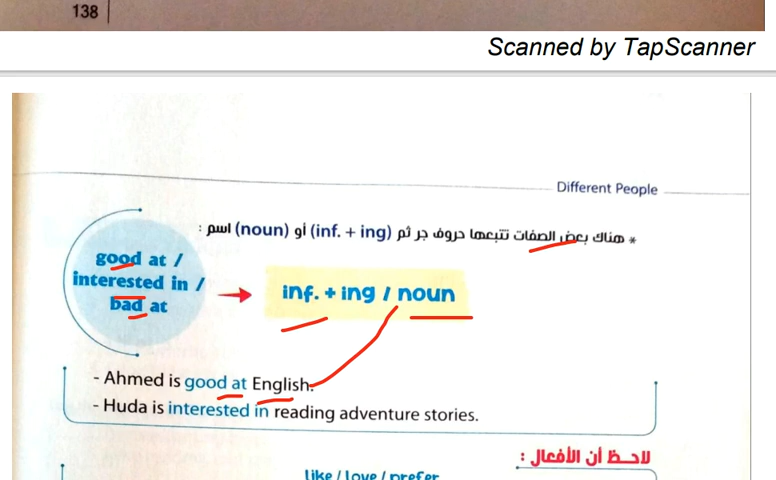 138
Scanned by TapScanner
Different People
* هناك بعض الصفات تتبعها حروف جر ثم (inf. + ing) أو (noun) اسم :
good at /
interested in /
bad at
inf. + ing / noun
- Ahmed is good at English.
- Huda is interested in reading adventure stories.
لاحظ أن الأفعال :
like / love / prefer